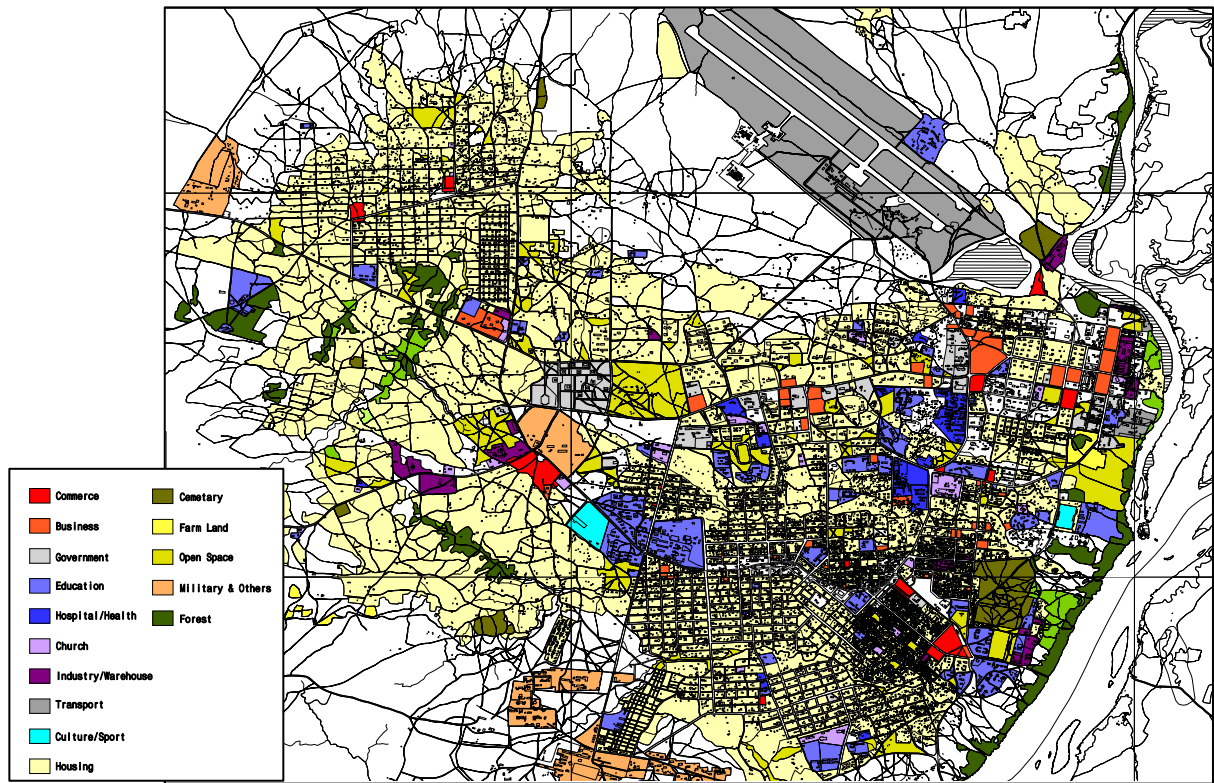 Commerce
Business
Government
Education
Hospital/Health
Church
Industry/Warehouse
Transport
Culture/Sport
Housing
Cemetary
Farm Land
Open Space
Military & Others
Forest